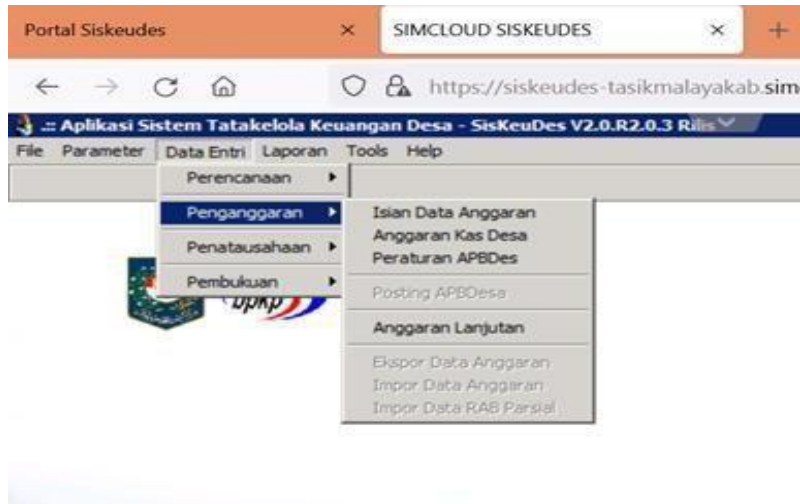 Portal Siskeudes
SIMCLOUD SISKEUDES
https://siskeudes-tasikmalayakab.sim
.:: Aplikasi Sistem Tatakelola Keuangan Desa - SisKeuDes V2.0.R2.0.3 Rilis
File Parameter Data Entri Laporan Tools Help
Perencanaan
Penganggaran
Penatausahaan
Pembukuan
Isian Data Anggaran
Anggaran Kas Desa
Peraturan APBDes
Posting APBDesa
Anggaran Lanjutan
Ekspor Data Anggaran
Impor Data Anggaran
Impor Data RAB Parsial
bpkp